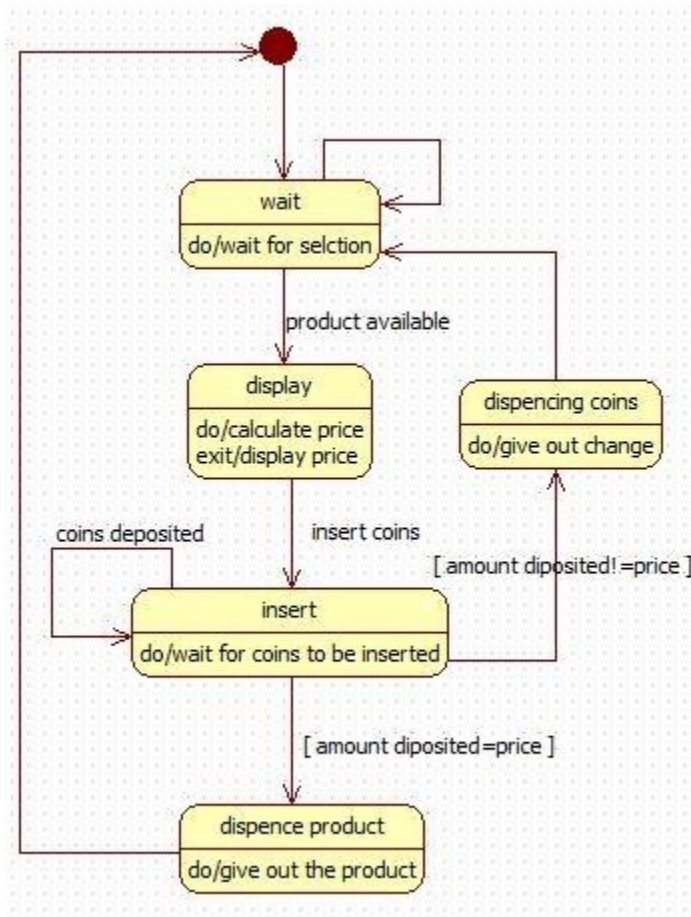 wait
do/wait for selction
product available
display
do/calculate price
exit/display price
dispencing coins
do/give out change
coins deposited
insert coins
[ amount diposited!=price ]
insert
do/wait for coins to be inserted
[ amount diposited=price ]
dispence product
do/give out the product